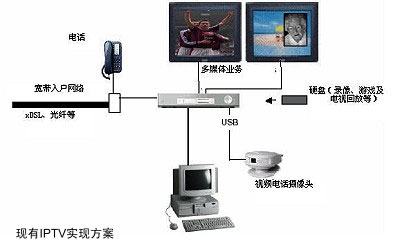 电话
多媒体业务
宽带入户网络
xDSL、光纤等
硬盘（录像、游戏及
电视回放等）
USB
视频电话摄像头
现有IPTV实现方案